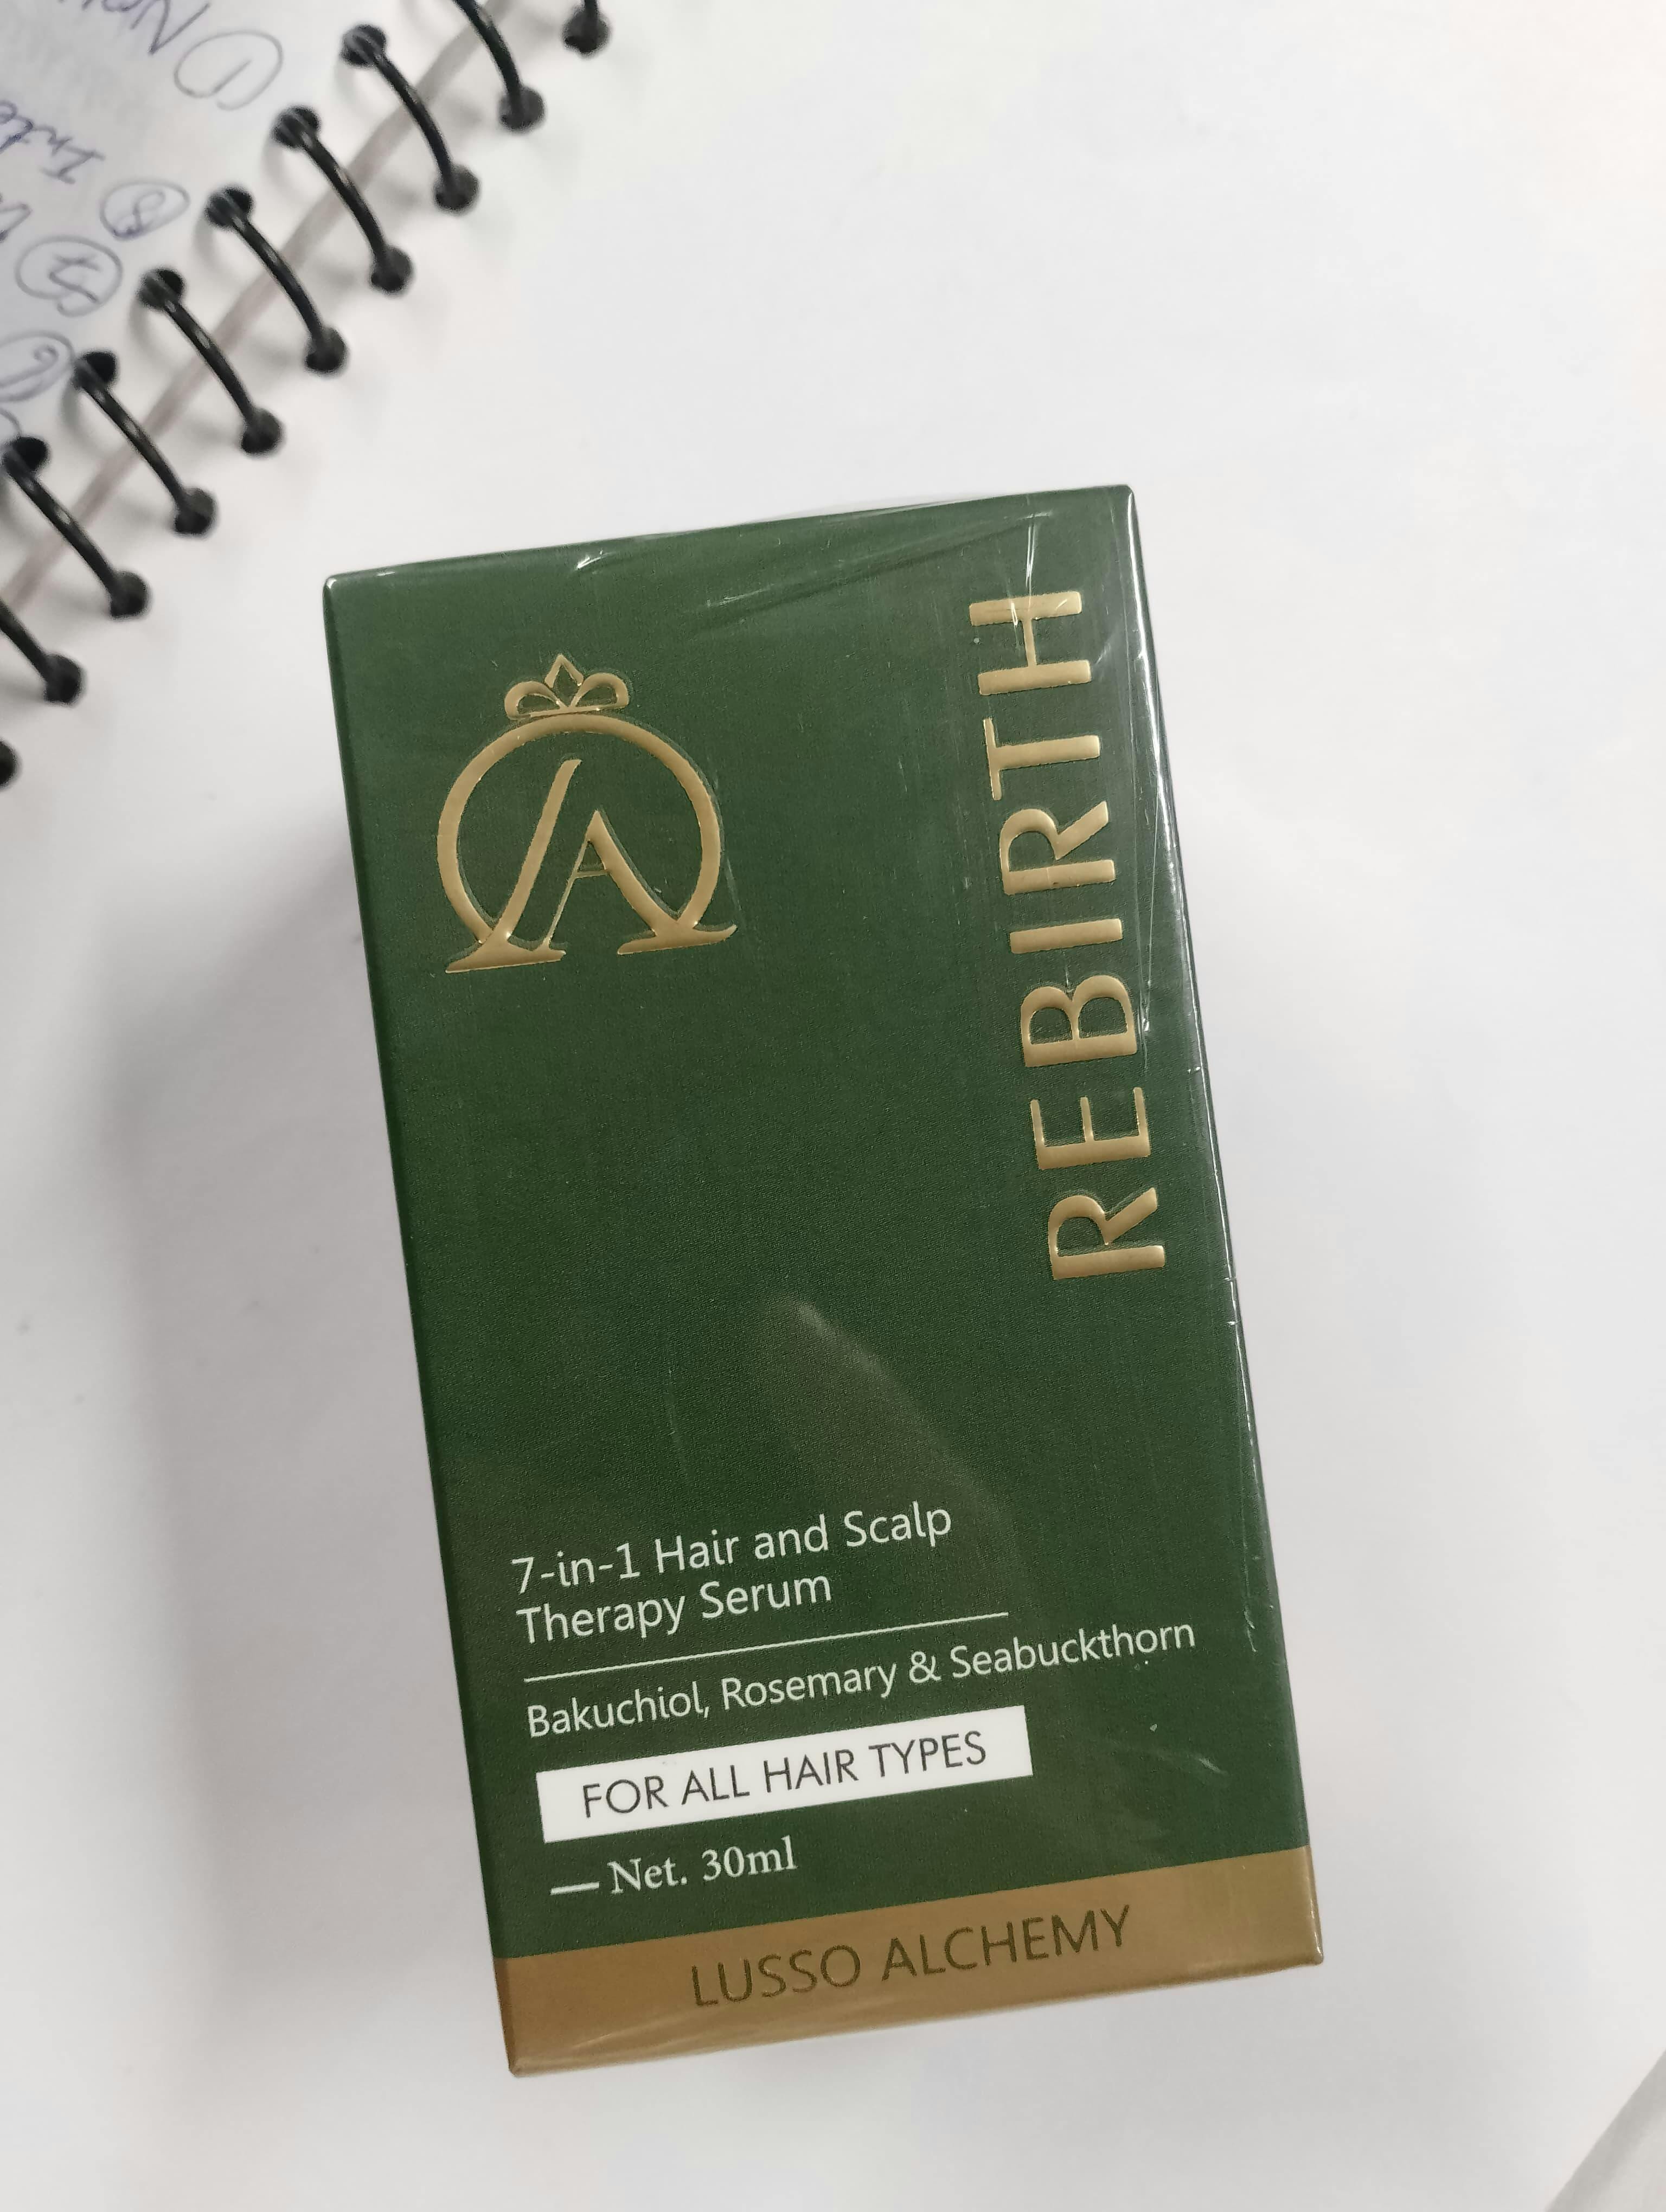 REBIRTH
7-in-1 Hair and Scalp
Therapy Serum
Bakuchiol, Rosemary & Seabuckthorn
FOR ALL HAIR TYPES
Net. 30ml
LUSSO ALCHEMY